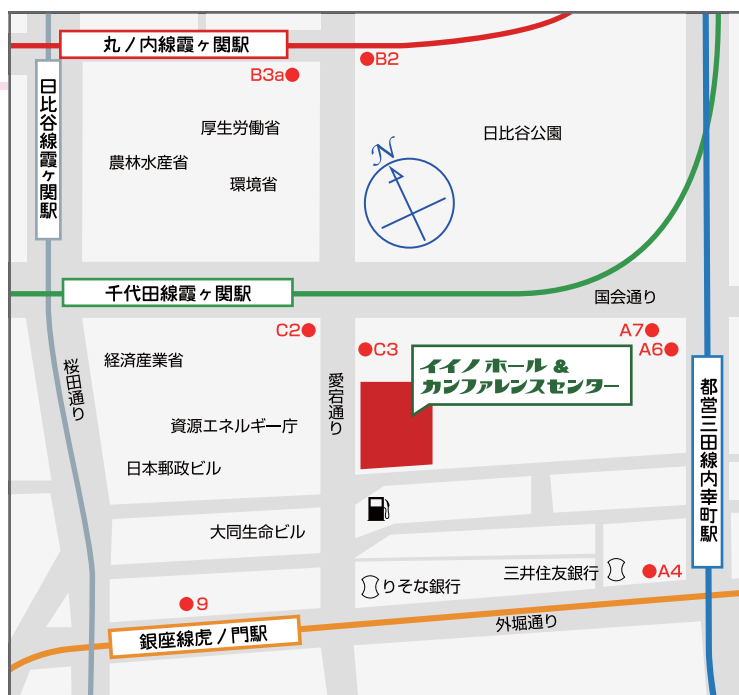 丸ノ内線霞ヶ関駅
B2
B3a
日比谷線霞ヶ関駅
厚生労働省
日比谷公園
農林水産省
環境省
N
千代田線霞ヶ関駅
国会通り
C2
A7
C3
A6
経済産業省
イイノホール &
カンファレンスセンター
桜田通り
愛宕通り
都営三田線内幸町駅
資源エネルギー庁
日本郵政ビル
大同生命ビル
三井住友銀行
A4
りそな銀行
9
外堀通り
銀座線虎ノ門駅